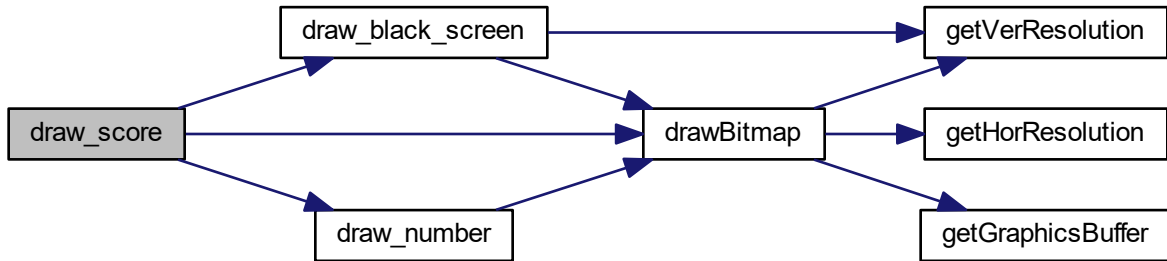 draw_black_screen
getVerResolution
draw_score
drawBitmap
getHorResolution
draw_number
getGraphicsBuffer